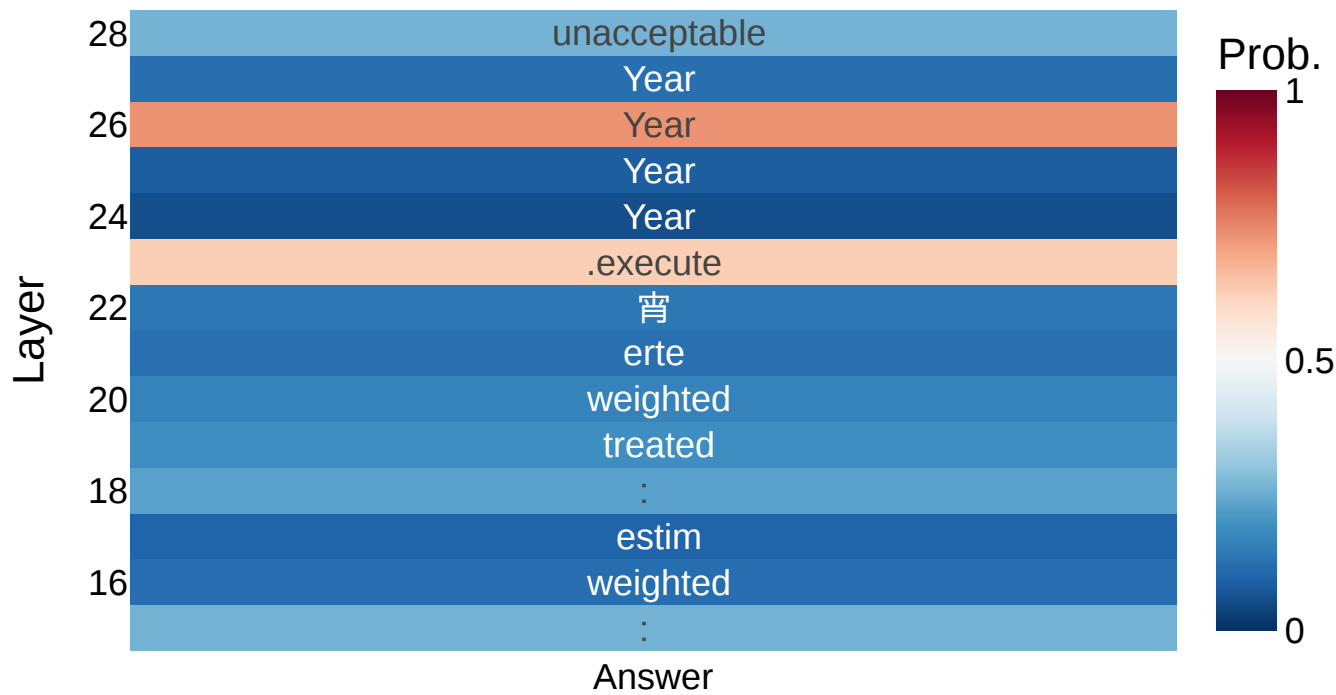 28 unacceptable
Year
26 Year
Year
24 Year
.execute
22 宵
erte
20 weighted
treated
18 :
estim
16 weighted
:
Answer
Layer
Prob.
1
0.5
0